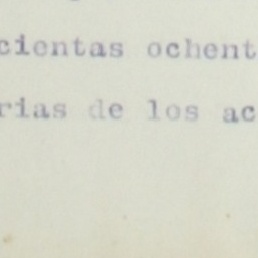 cientas ochent
rias de los ac